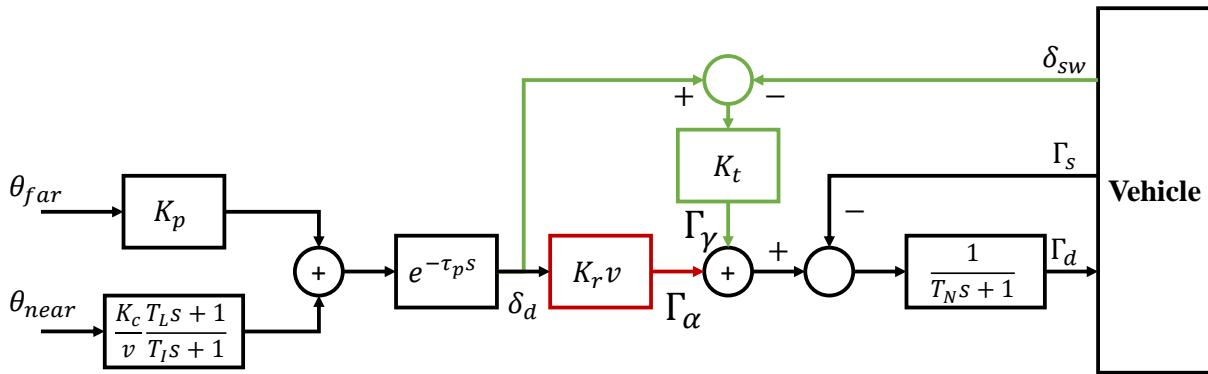 δ_sw
+ −
K_t
Γ_s
Vehicle
θ_far
K_p
−
Γ_γ
+
+
e^{−τ_p s}
K_r v
+
1
T_N s + 1
Γ_d
δ_d
Γ_α
θ_near
K_c T_L s + 1
v T_I s + 1